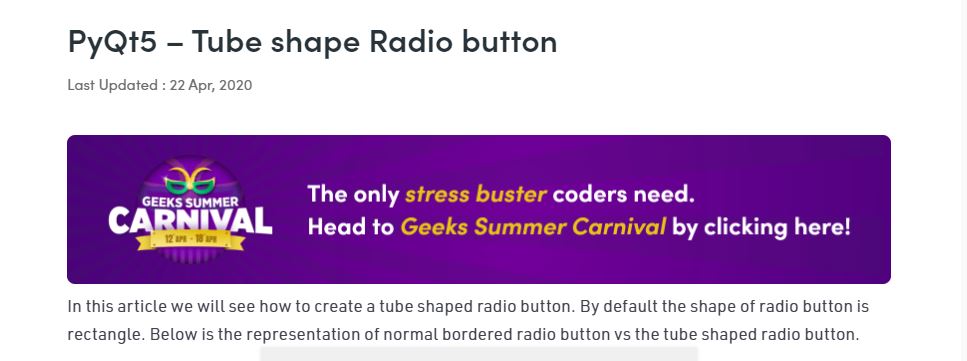 PyQt5 – Tube shape Radio button
Last Updated : 22 Apr, 2020
GEEKS SUMMER
CARNIVAL
12 APR - 18 APR
The only stress buster coders need.
Head to Geeks Summer Carnival by clicking here!
In this article we will see how to create a tube shaped radio button. By default the shape of radio button is
rectangle. Below is the representation of normal bordered radio button vs the tube shaped radio button.